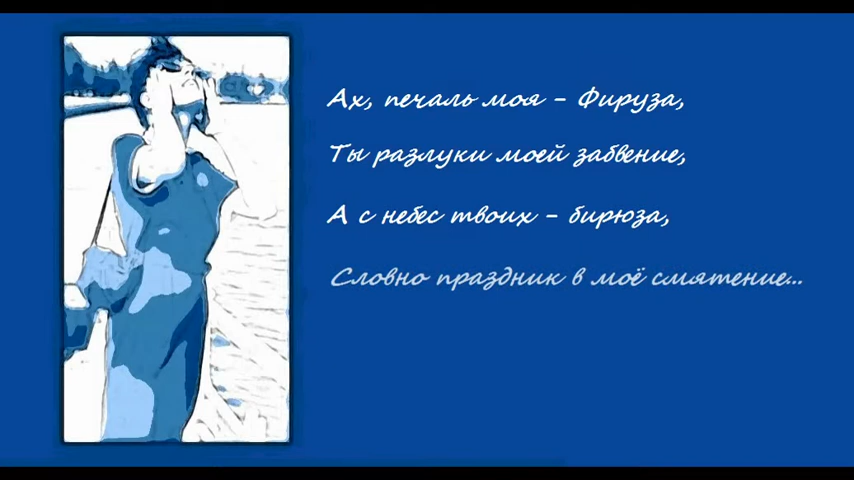 Ах, печаль моя - Фируза,
Ты разлуки моей забвение,
А с небес твоих - бирюза,
Словно праздник в моё смятение...